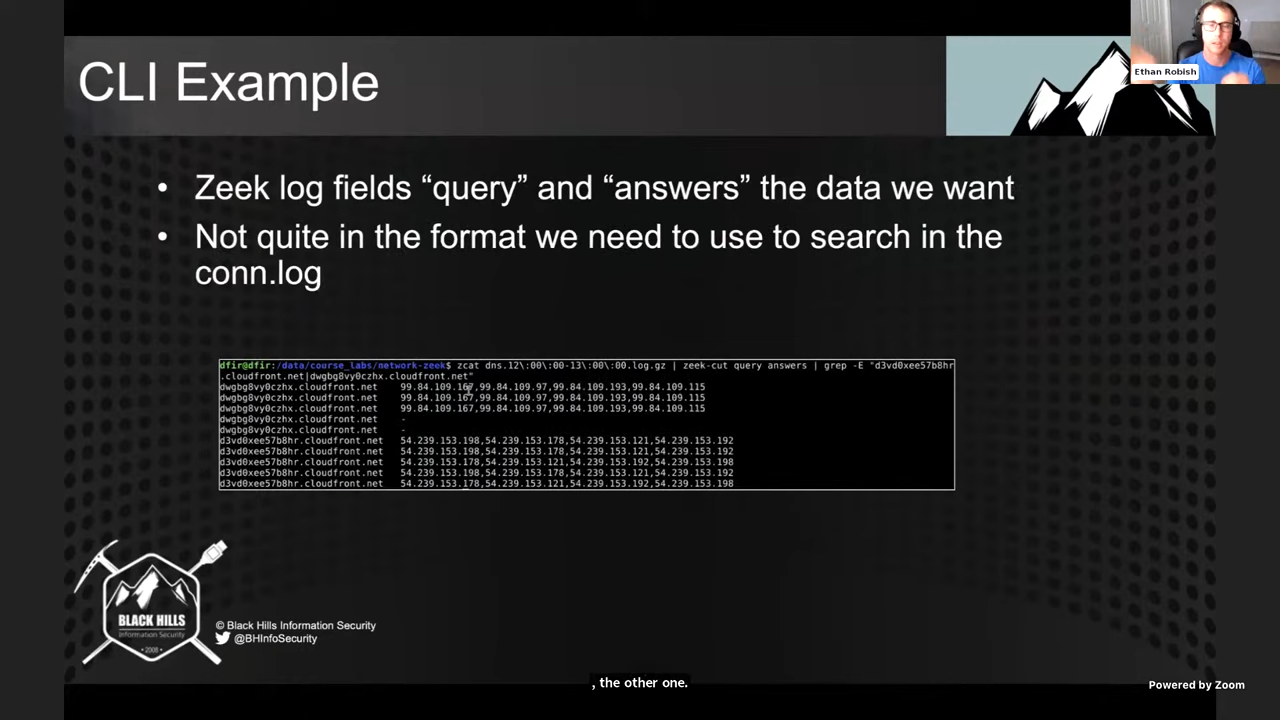 CLI Example
Ethan Robish
• Zeek log fields “query” and “answers” the data we want
• Not quite in the format we need to use to search in the
conn.log
dfir@dfir:/data/course_labs/network-zeek$ zcat dns.12\:00\:00-13\:00\:00.log.gz | zeek-cut query answers | grep -E "d3vd0xee57b8hr
.cloudfront.net|dwgbg8vy0czhx.cloudfront.net"
dwgbg8vy0czhx.cloudfront.net 99.84.109.167,99.84.109.97,99.84.109.193,99.84.109.115
dwgbg8vy0czhx.cloudfront.net 99.84.109.167,99.84.109.97,99.84.109.193,99.84.109.115
dwgbg8vy0czhx.cloudfront.net 99.84.109.167,99.84.109.97,99.84.109.193,99.84.109.115
dwgbg8vy0czhx.cloudfront.net -
dwgbg8vy0czhx.cloudfront.net -
d3vd0xee57b8hr.cloudfront.net 54.239.153.198,54.239.153.178,54.239.153.121,54.239.153.192
d3vd0xee57b8hr.cloudfront.net 54.239.153.198,54.239.153.178,54.239.153.121,54.239.153.192
d3vd0xee57b8hr.cloudfront.net 54.239.153.178,54.239.153.121,54.239.153.192,54.239.153.198
d3vd0xee57b8hr.cloudfront.net 54.239.153.198,54.239.153.178,54.239.153.121,54.239.153.192
d3vd0xee57b8hr.cloudfront.net 54.239.153.178,54.239.153.121,54.239.153.192,54.239.153.198
BLACK HILLS
Information Security
• 2008 •
© Black Hills Information Security
@BHInfoSecurity
, the other one.
Powered by Zoom